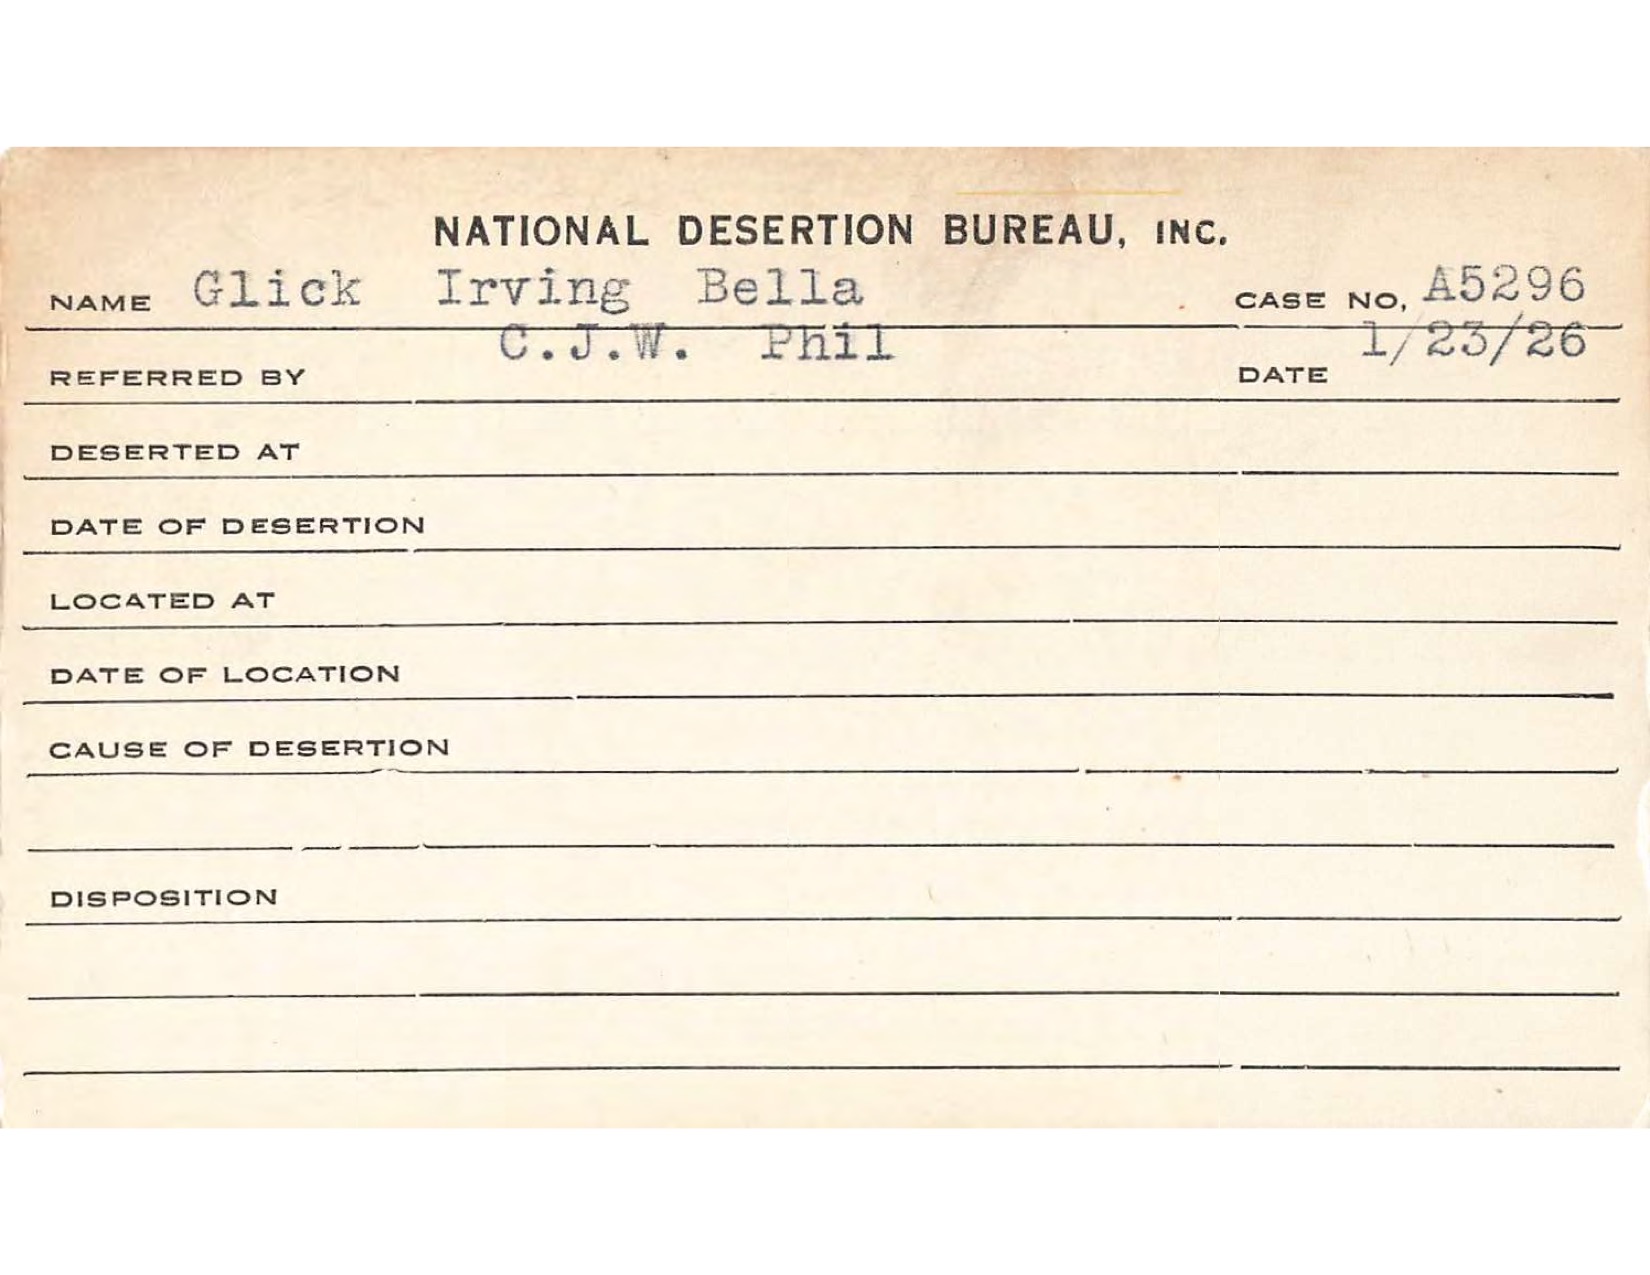 NATIONAL DESERTION BUREAU, INC.
NAME Glick Irving Bella CASE NO, A5296
REFERRED BY C.J.W. Phil DATE 1/23/26
DESERTED AT
DATE OF DESERTION
LOCATED AT
DATE OF LOCATION
CAUSE OF DESERTION
DISPOSITION